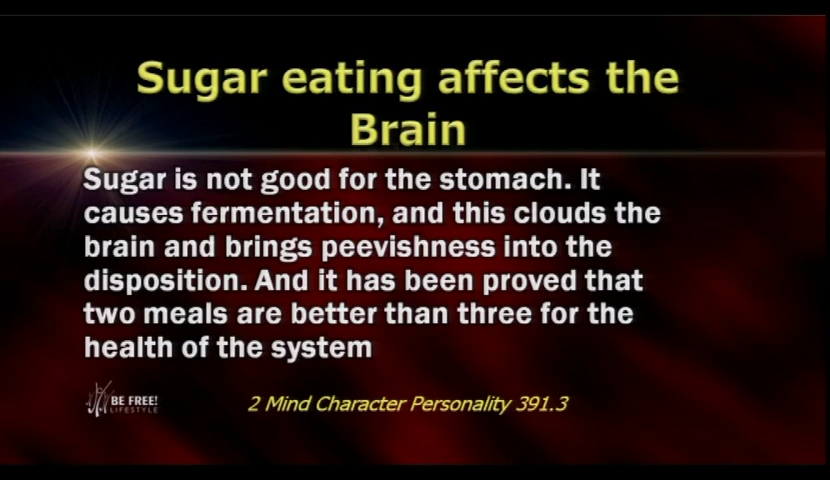 Sugar eating affects the
Brain
Sugar is not good for the stomach. It
causes fermentation, and this clouds the
brain and brings peevishness into the
disposition. And it has been proved that
two meals are better than three for the
health of the system
BE FREE!
LIFESTYLE
2 Mind Character Personality 391.3